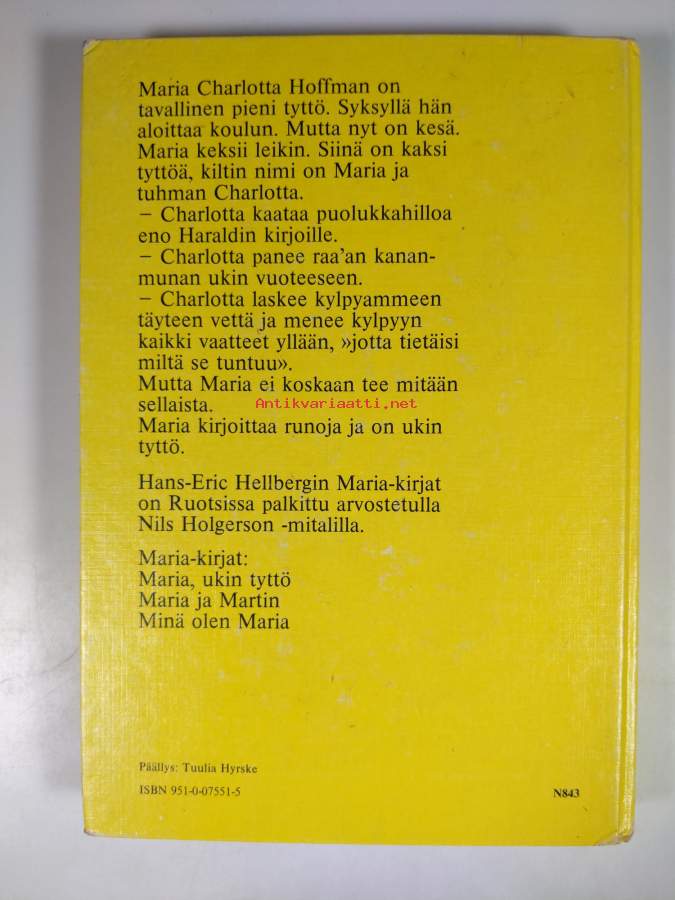 Maria Charlotta Hoffman on
tavallinen pieni tyttö. Syksyllä hän
aloittaa koulun. Mutta nyt on kesä.
Maria keksii leikin. Siinä on kaksi
tyttöä, kiltin nimi on Maria ja
tuhman Charlotta.
– Charlotta kaataa puolukkahilloa
eno Haraldin kirjoille.
– Charlotta panee raa'an kanan-
munan ukin vuoteeseen.
– Charlotta laskee kylpyammeen
täyteen vettä ja menee kylpyyn
kaikki vaatteet yllään, »jotta tietäisi
miltä se tuntuu».
Mutta Maria ei koskaan tee mitään
sellaista.
Antikvariaatti.net
Maria kirjoittaa runoja ja on ukin
tyttö.
Hans-Eric Hellbergin Maria-kirjat
on Ruotsissa palkittu arvostetulla
Nils Holgerson -mitalilla.
Maria-kirjat:
Maria, ukin tyttö
Maria ja Martin
Minä olen Maria
Päällys: Tuulia Hyrske
ISBN 951-0-07551-5
N843